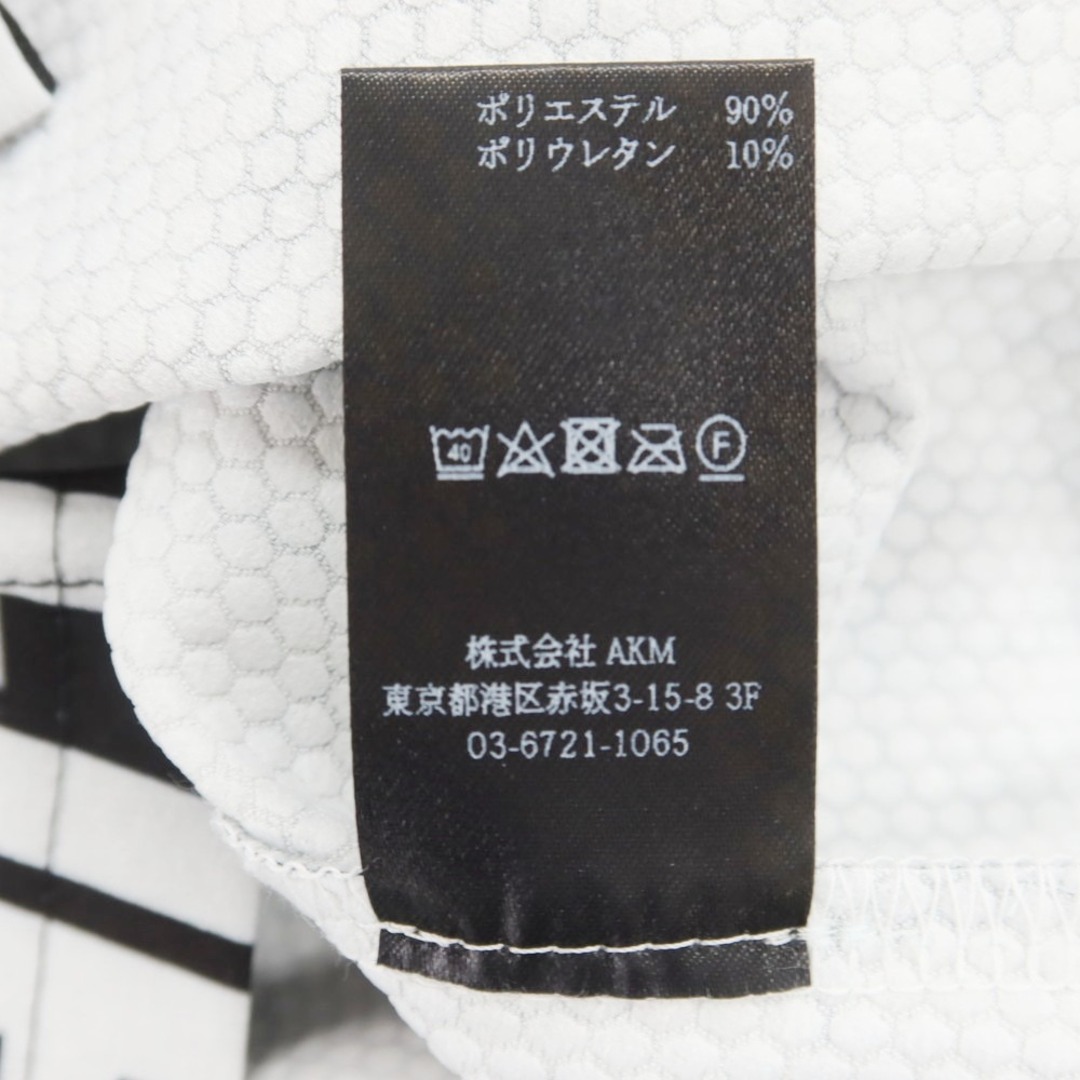 ポリエステル 90%
ポリウレタン 10%
40 F
株式会社 AKM
東京都港区赤坂3-15-8 3F
03-6721-1065